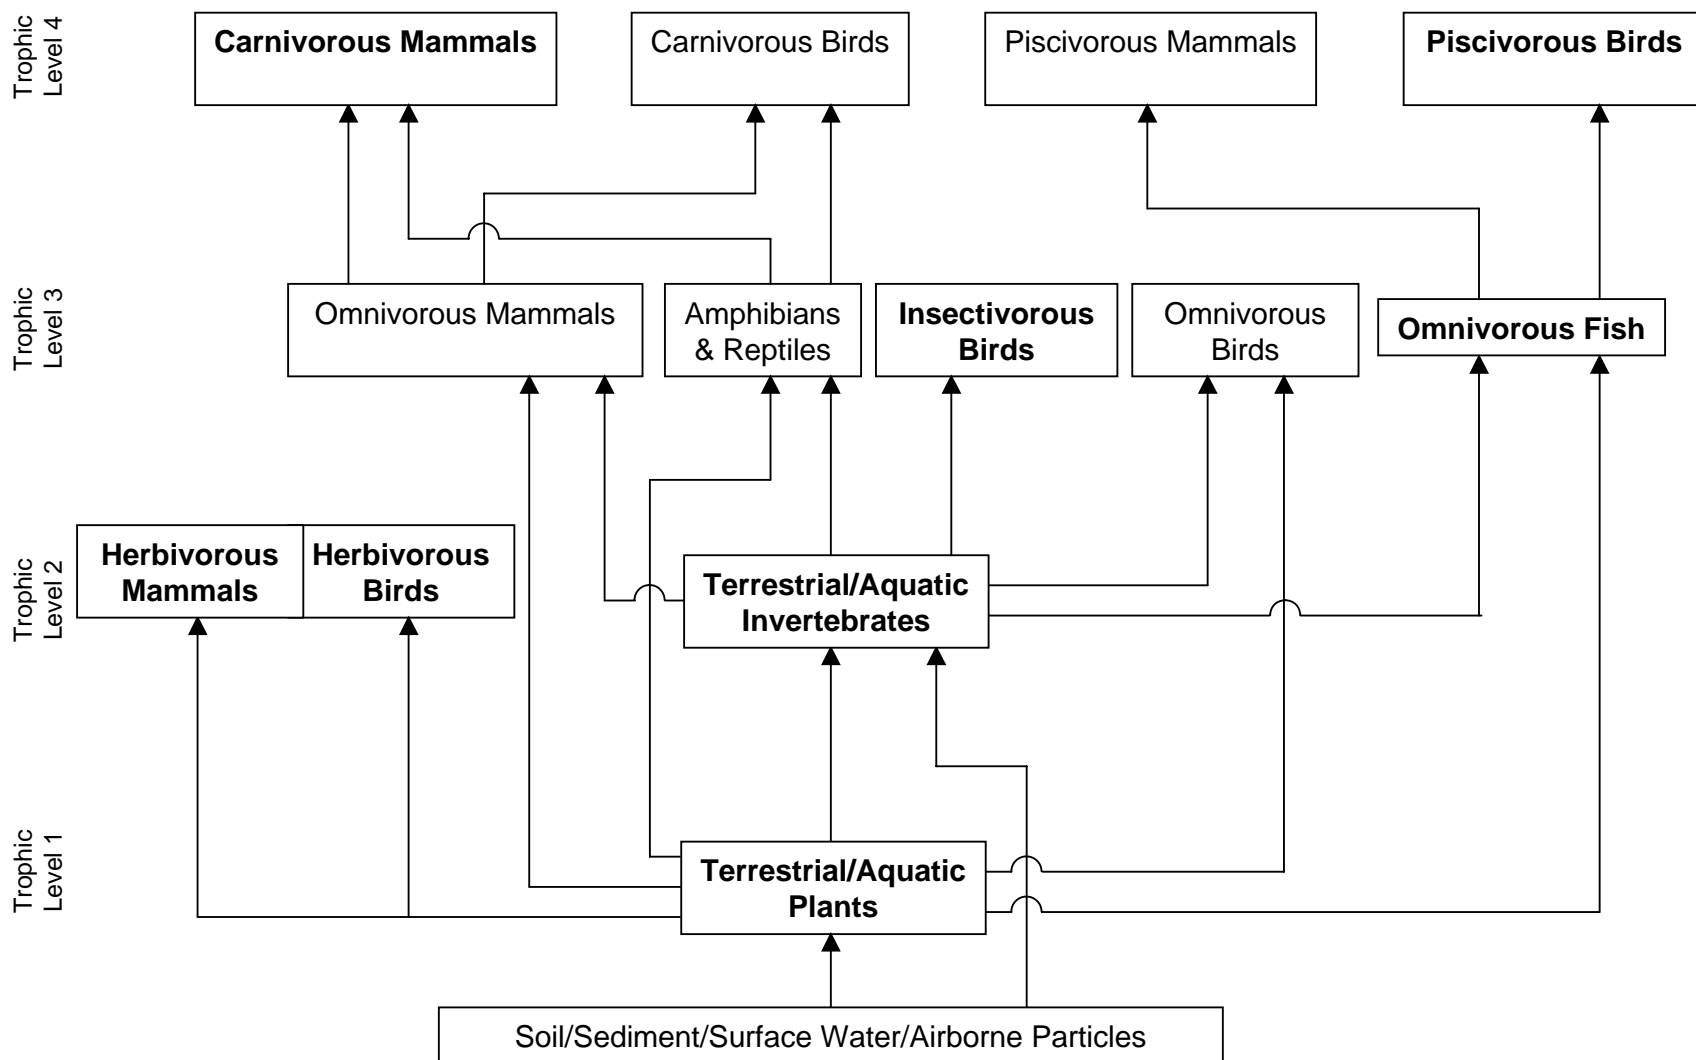 Trophic
Level 4
Carnivorous Mammals
Carnivorous Birds
Piscivorous Mammals
Piscivorous Birds
Trophic
Level 3
Omnivorous Mammals
Amphibians
& Reptiles
Insectivorous
Birds
Omnivorous
Birds
Omnivorous Fish
Trophic
Level 2
Herbivorous
Mammals
Herbivorous
Birds
Terrestrial/Aquatic
Invertebrates
Trophic
Level 1
Terrestrial/Aquatic
Plants
Soil/Sediment/Surface Water/Airborne Particles